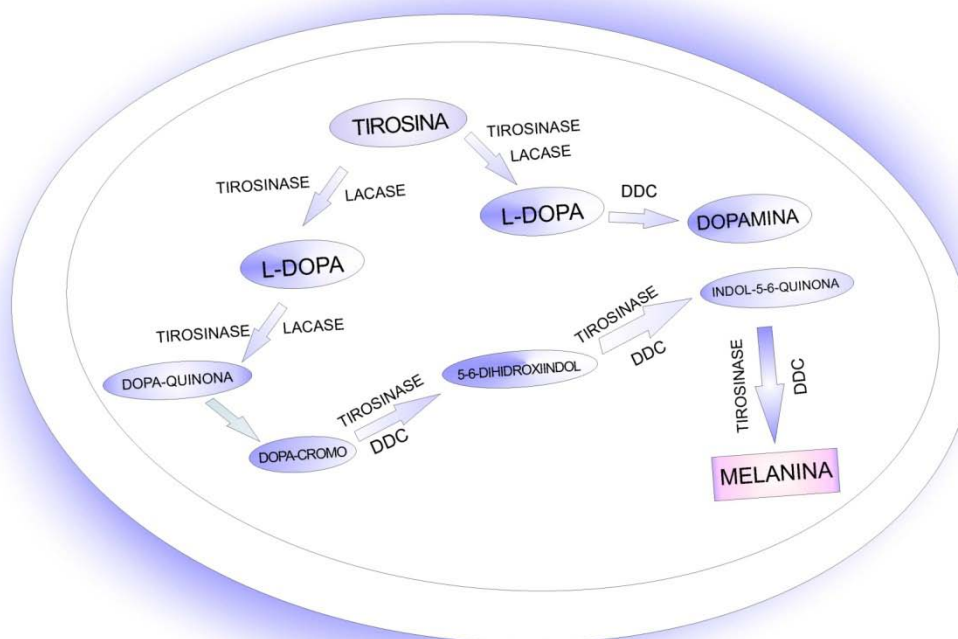 TIROSINA
TIROSINASE
LACASE
TIROSINASE
LACASE
L-DOPA
DDC
DOPAMINA
L-DOPA
INDOL-5-6-QUINONA
TIROSINASE
LACASE
TIROSINASE
DDC
DOPA-QUINONA
5-6-DIHIDROXIINDOL
TIROSINASE
DDC
TIROSINASE
DDC
DOPA-CROMO
MELANINA